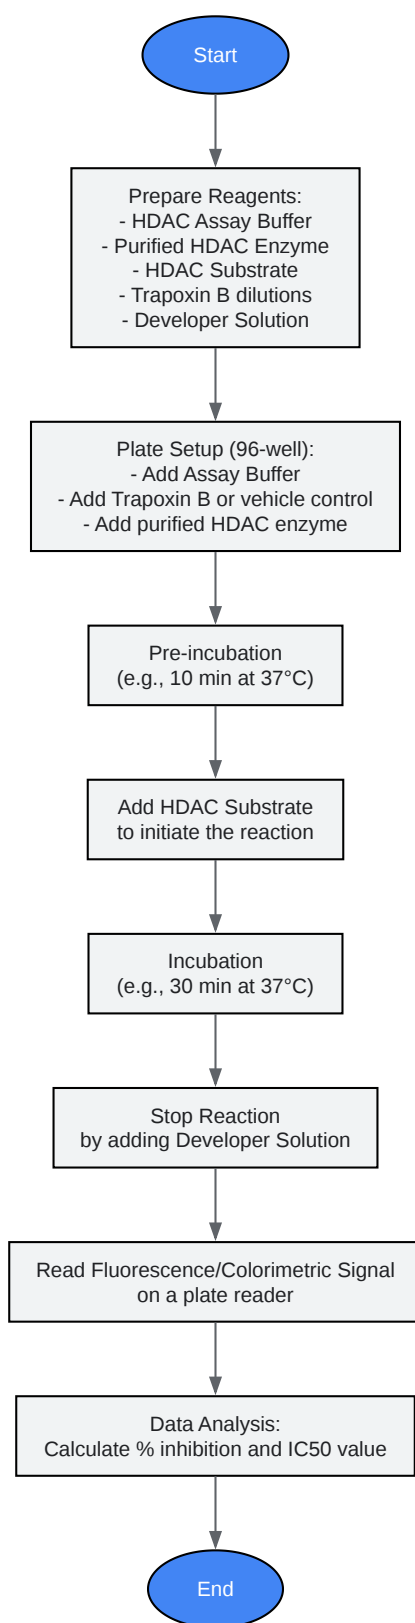 Start
Prepare Reagents:
- HDAC Assay Buffer
- Purified HDAC Enzyme
- HDAC Substrate
- Trapoxin B dilutions
- Developer Solution
Plate Setup (96-well):
- Add Assay Buffer
- Add Trapoxin B or vehicle control
- Add purified HDAC enzyme
Pre-incubation
(e.g., 10 min at 37°C)
Add HDAC Substrate
to initiate the reaction
Incubation
(e.g., 30 min at 37°C)
Stop Reaction
by adding Developer Solution
Read Fluorescence/Colorimetric Signal
on a plate reader
Data Analysis:
Calculate % inhibition and IC50 value
End